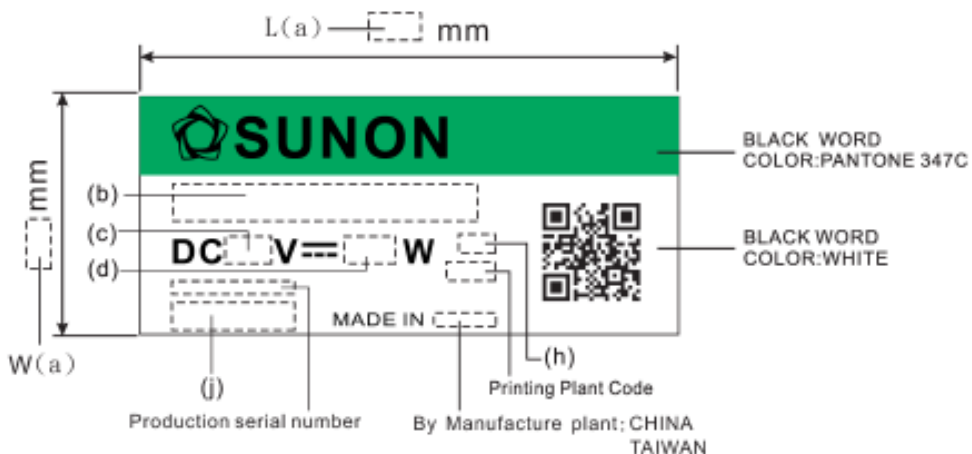 L(a) mm
SUNON
BLACK WORD
COLOR:PANTONE 347C
mm
(b)
(c)
DC V W
(d)
BLACK WORD
COLOR:WHITE
MADE IN
W(a)
(j)
(h)
Printing Plant Code
Production serial number
By Manufacture plant; CHINA
TAIWAN